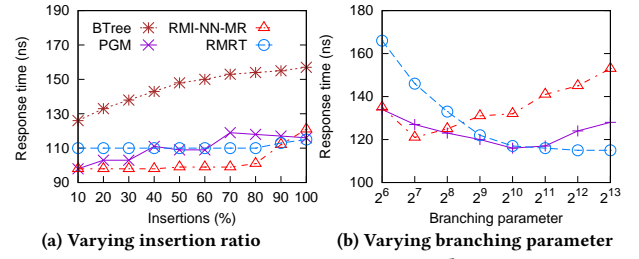 Response time (ns)
190
170
150
130
110
90
BTree
PGM
RMI-NN-MR
RMRT
10 20 30 40 50 60 70 80 90 100
Insertions (%)
(a) Varying insertion ratio
Response time (ns)
180
160
140
120
100
2^6 2^7 2^8 2^9 2^10 2^11 2^12 2^13
Branching parameter
(b) Varying branching parameter